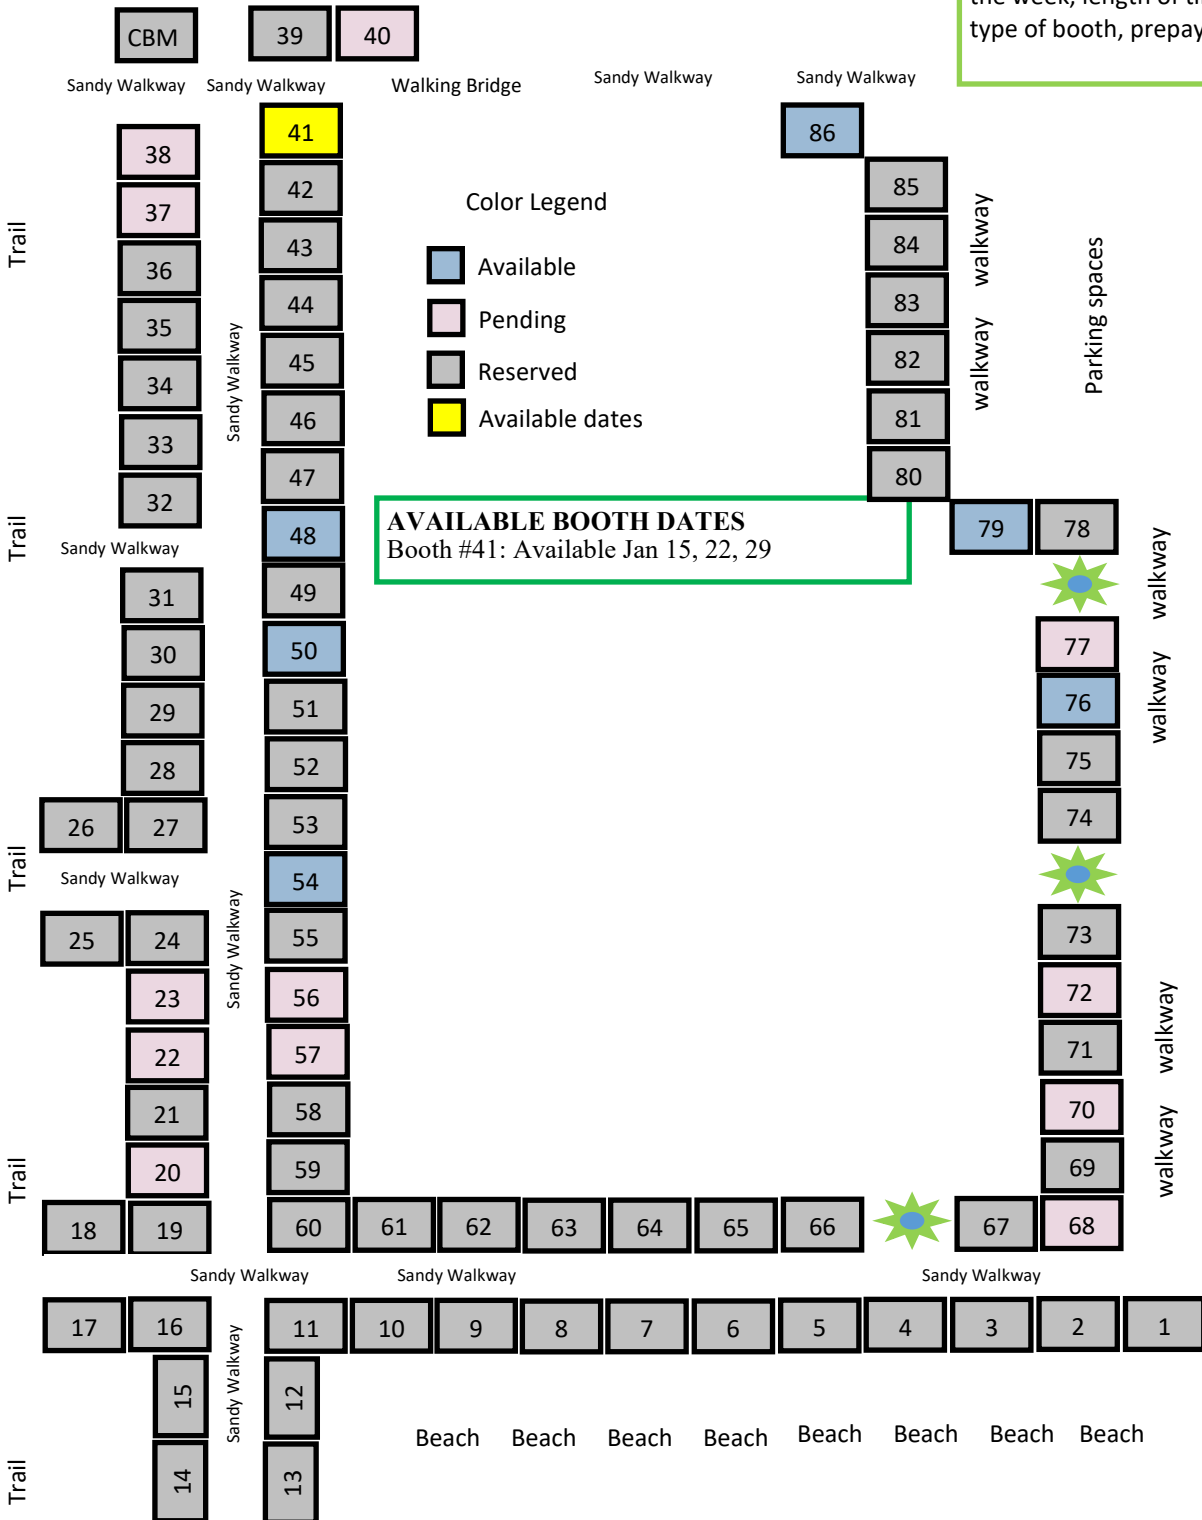 the week, length of t
type of booth, prepay
CBM
39
40
Sandy Walkway
Sandy Walkway
Walking Bridge
Sandy Walkway
Sandy Walkway
38
41
86
37
42
85
36
43
84
35
44
83
34
45
82
33
46
81
32
47
80
Trail
Sandy Walkway
Color Legend
Available
Pending
Reserved
Available dates
walkway
walkway
Parking spaces
AVAILABLE BOOTH DATES
Booth #41: Available Jan 15, 22, 29
Trail
Sandy Walkway
48
79
78
walkway
31
49
30
50
77
walkway
29
51
76
28
52
75
26
27
53
74
Trail
Sandy Walkway
54
25
24
55
73
Sandy Walkway
23
56
72
walkway
22
57
71
21
58
70
walkway
20
59
69
Trail
18
19
60
61
62
63
64
65
66
67
68
Sandy Walkway
Sandy Walkway
Sandy Walkway
17
16
11
10
9
8
7
6
5
4
3
2
1
15
Sandy Walkway
12
Beach
Beach
Beach
Beach
Beach
Beach
Beach
Beach
Trail
14
13